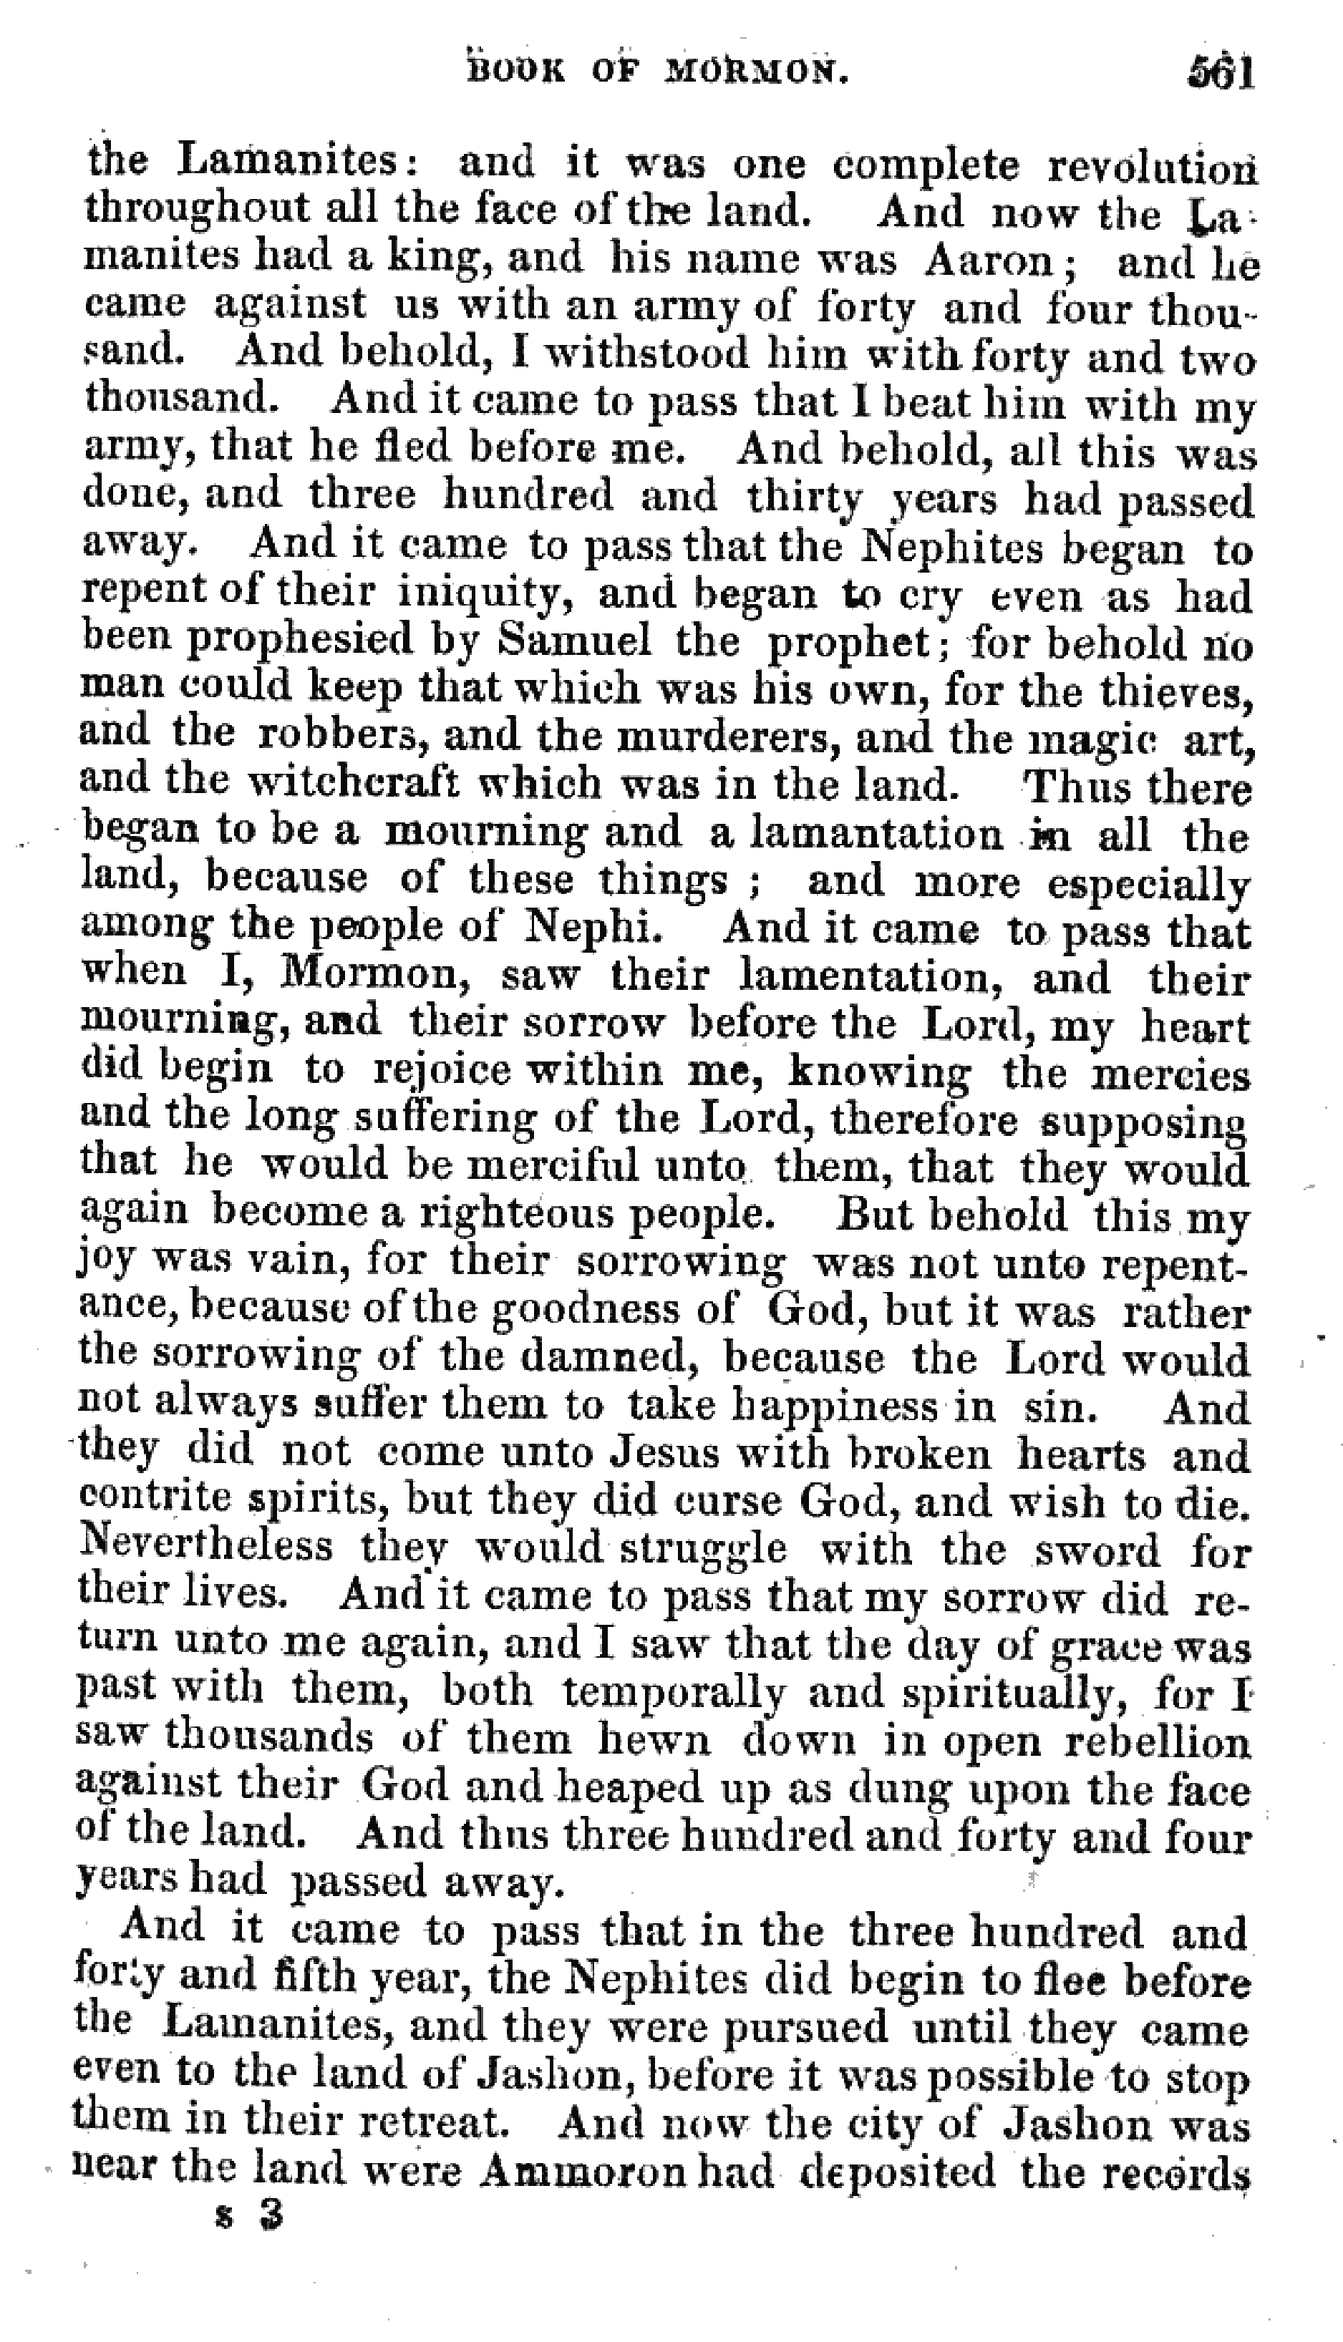 BOOK OF MORMON. 561
the Lamanites: and it was one complete revolution
throughout all the face of the land. And now the La-
manites had a king, and his name was Aaron; and he
came against us with an army of forty and four thou-
sand. And behold, I withstood him with forty and two
thousand. And it came to pass that I beat him with my
army, that he fled before me. And behold, all this was
done, and three hundred and thirty years had passed
away. And it came to pass that the Nephites began to
repent of their iniquity, and began to cry even as had
been prophesied by Samuel the prophet; for behold no
man could keep that which was his own, for the thieves,
and the robbers, and the murderers, and the magic art,
and the witchcraft which was in the land. Thus there
began to be a mourning and a lamantation in all the
land, because of these things ; and more especially
among the people of Nephi. And it came to pass that
when I, Mormon, saw their lamentation, and their
mourning, and their sorrow before the Lord, my heart
did begin to rejoice within me, knowing the mercies
and the long suffering of the Lord, therefore supposing
that he would be merciful unto them, that they would
again become a righteous people. But behold this my
joy was vain, for their sorrowing was not unto repent-
ance, because of the goodness of God, but it was rather
the sorrowing of the damned, because the Lord would
not always suffer them to take happiness in sin. And
they did not come unto Jesus with broken hearts and
contrite spirits, but they did curse God, and wish to die.
Nevertheless they would struggle with the sword for
their lives. And it came to pass that my sorrow did re-
turn unto me again, and I saw that the day of grace was
past with them, both temporally and spiritually, for I
saw thousands of them hewn down in open rebellion
against their God and heaped up as dung upon the face
of the land. And thus three hundred and forty and four
years had passed away.
And it came to pass that in the three hundred and
forty and fifth year, the Nephites did begin to flee before
the Lamanites, and they were pursued until they came
even to the land of Jashon, before it was possible to stop
them in their retreat. And now the city of Jashon was
near the land were Ammoron had deposited the records
s 3